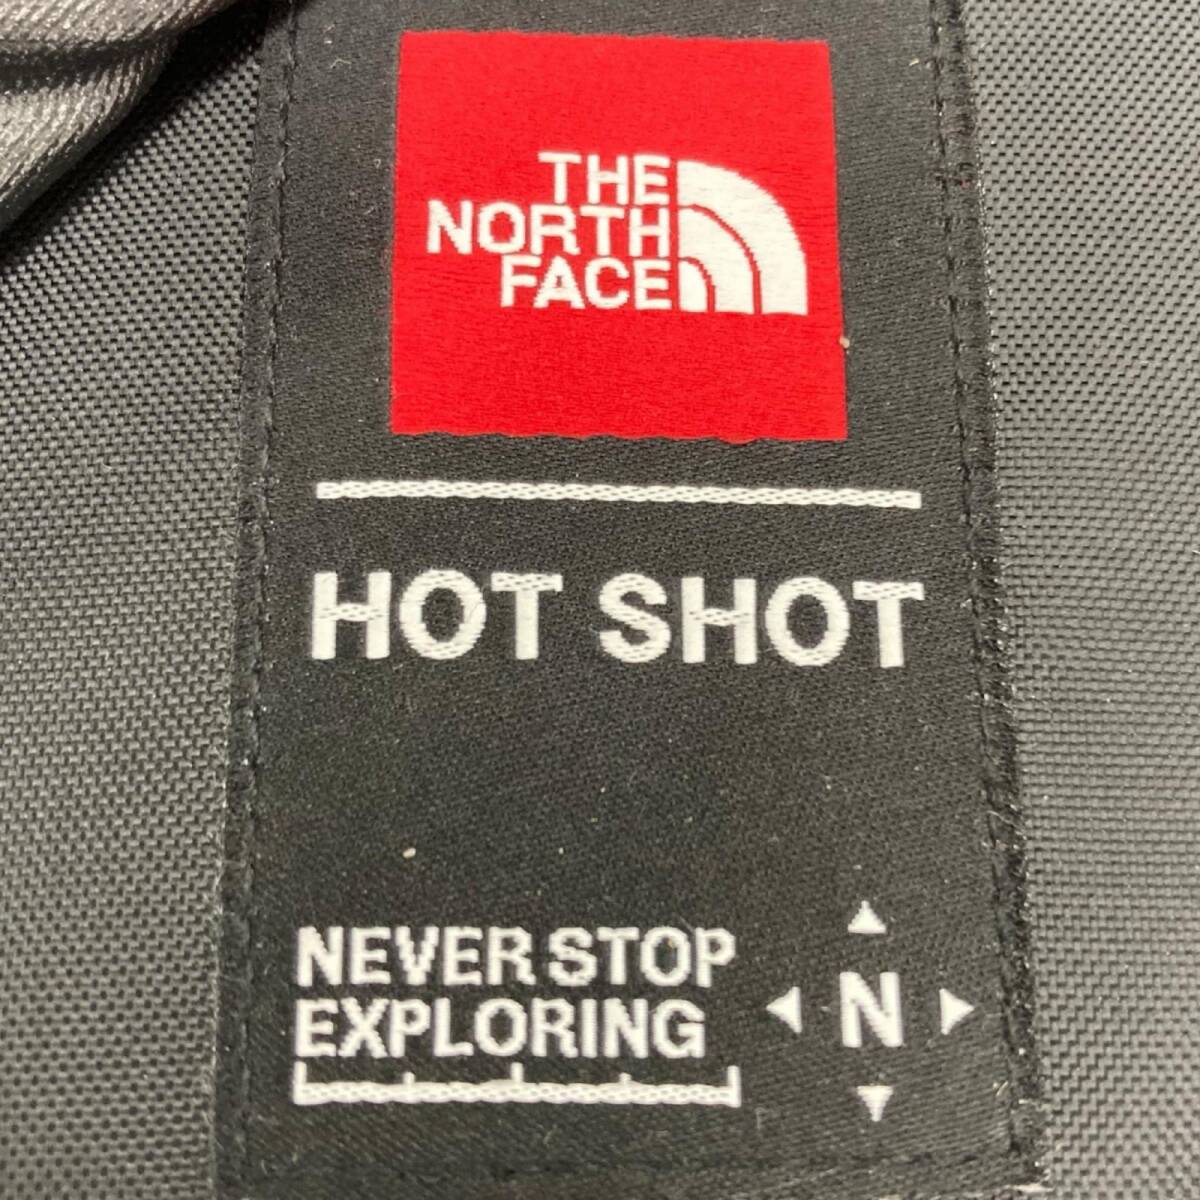 THE
NORTH
FACE
HOT SHOT
NEVER STOP
EXPLORING
N